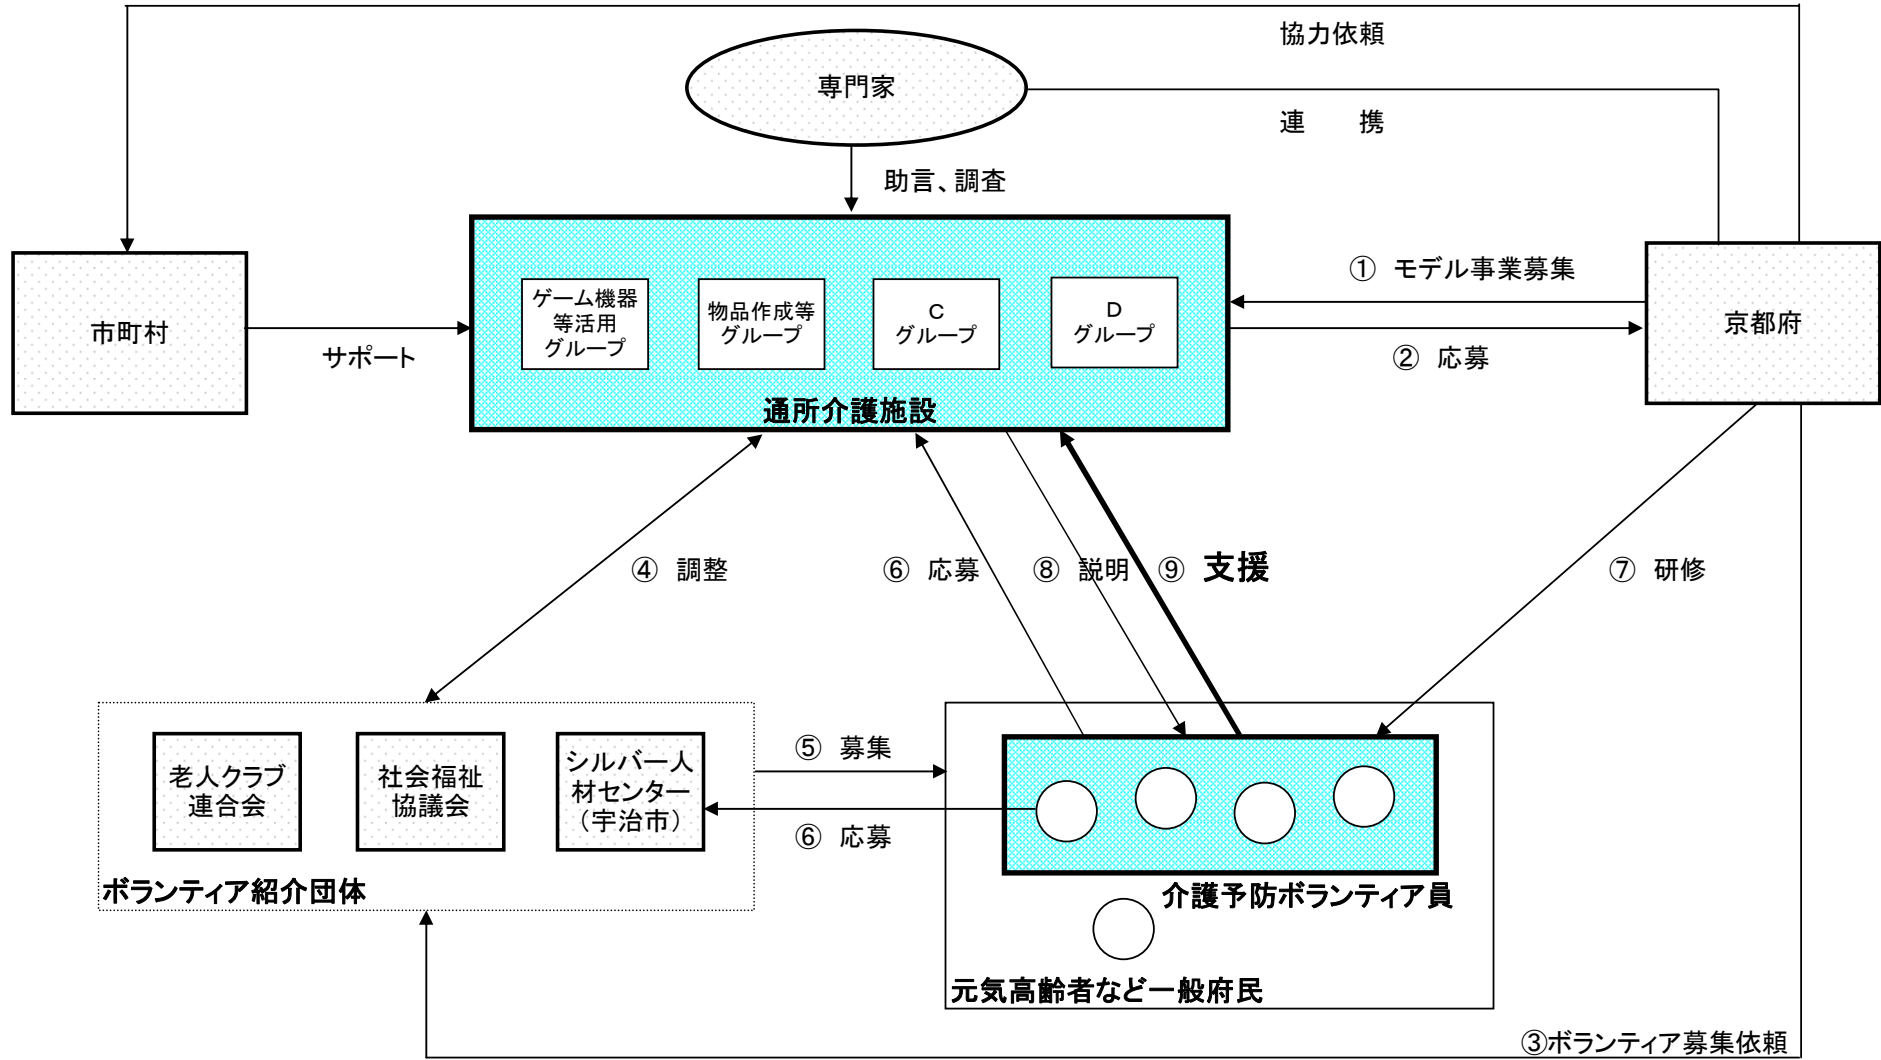 協力依頼
専門家
連　　携
助言、調査
市町村
サポート
ゲーム機器
等活用
グループ
物品作成等
グループ
C
グループ
D
グループ
通所介護施設
① モデル事業募集
② 応募
京都府
④ 調整
⑥ 応募
⑧ 説明
⑨ 支援
⑦ 研修
老人クラブ
連合会
社会福祉
協議会
シルバー人
材センター
（宇治市）
ボランティア紹介団体
⑤ 募集
⑥ 応募
介護予防ボランティア員
元気高齢者など一般府民
③ボランティア募集依頼